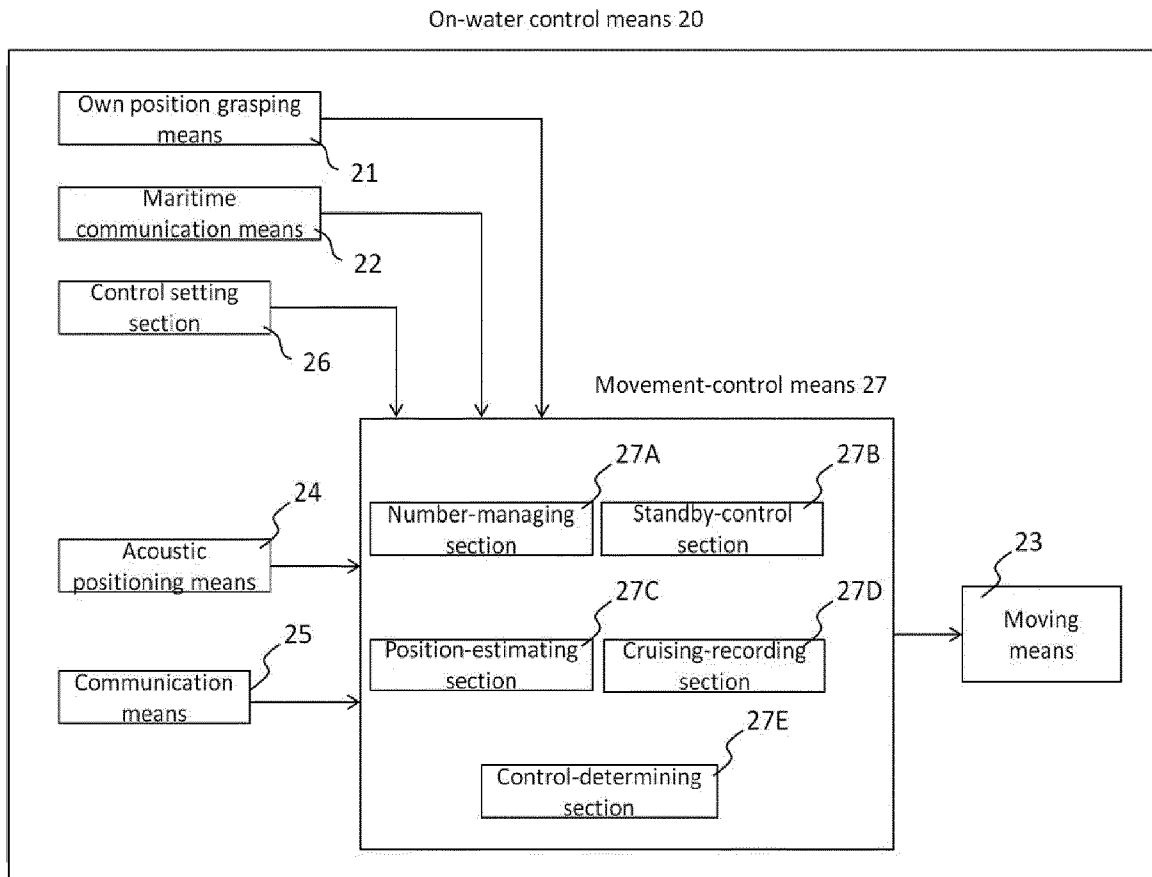 On-water control means 20
Own position grasping
means
21
Maritime
communication means
22
Control setting
section
26
Movement-control means 27
27A
27B
Number-managing
section
Standby-control
section
24
Acoustic
positioning means
23
Moving
means
27C
27D
Position-estimating
section
Cruising-recording
section
25
Communication
means
27E
Control-determining
section